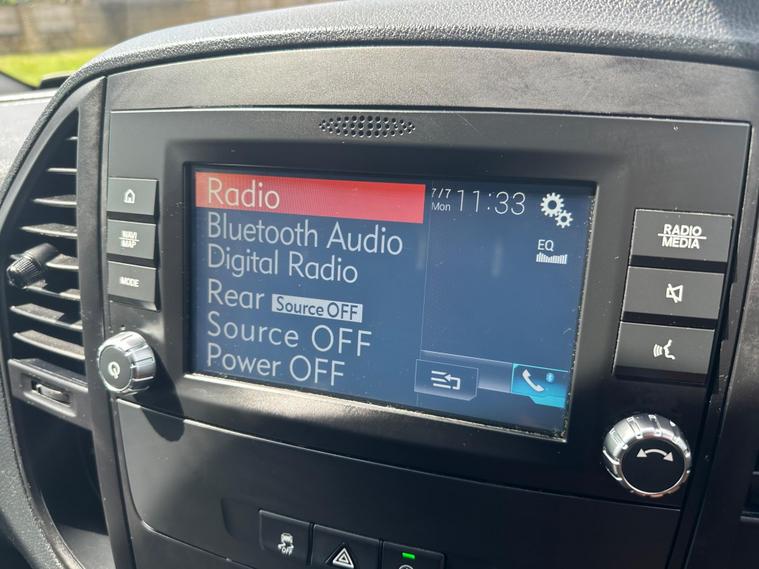 Radio
Bluetooth Audio
Digital Radio
Rear Source OFF
Source OFF
Power OFF
7/7
Mon
11:33
EQ
NAVI
MAP
MODE
RADIO
MEDIA
OFF